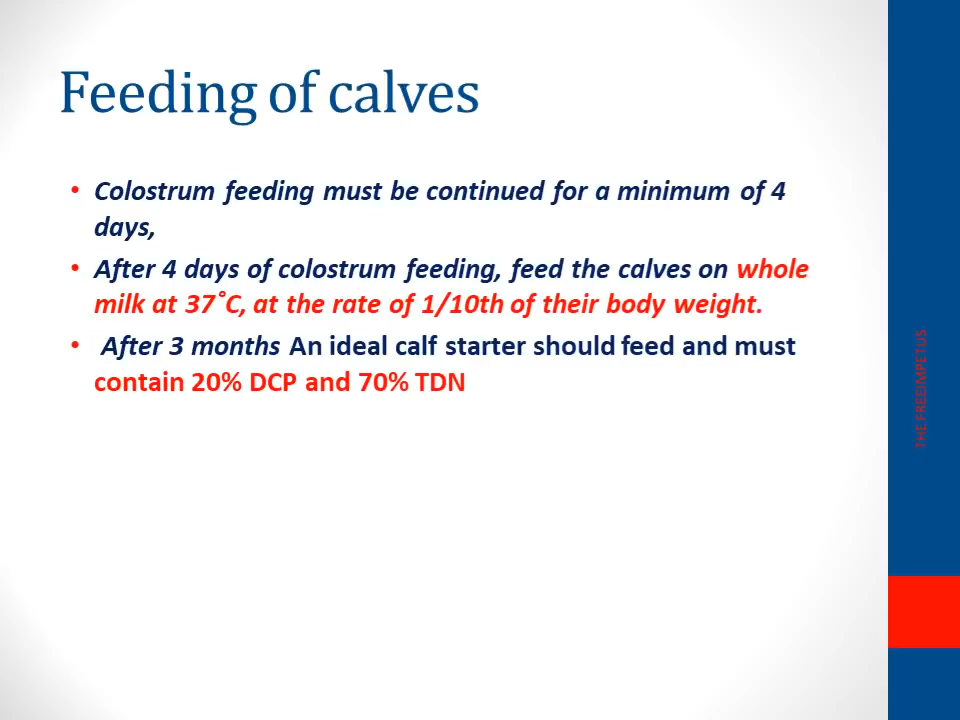 Feeding of calves
• Colostrum feeding must be continued for a minimum of 4
days,
• After 4 days of colostrum feeding, feed the calves on whole
milk at 37˚C, at the rate of 1/10th of their body weight.
• After 3 months An ideal calf starter should feed and must
contain 20% DCP and 70% TDN
THE FREEIMPETUS